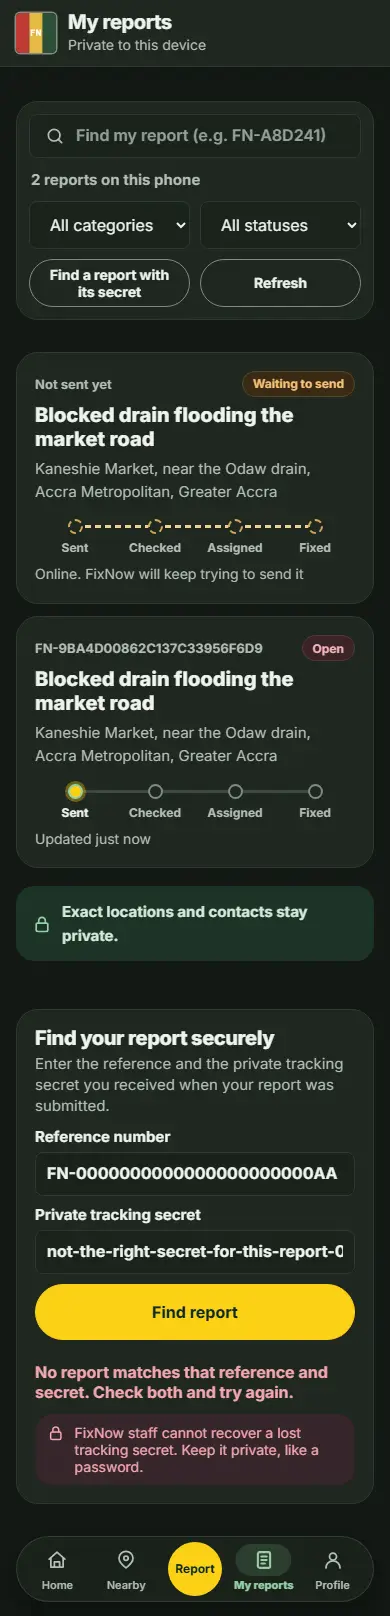 FN
My reports
Private to this device
Find my report (e.g. FN-A8D241)
2 reports on this phone
All categories
All statuses
Find a report with
its secret
Refresh
Not sent yet
Waiting to send
Blocked drain flooding the
market road
Kaneshie Market, near the Odaw drain,
Accra Metropolitan, Greater Accra
Sent
Checked
Assigned
Fixed
Online. FixNow will keep trying to send it
FN-9BA4D00862C137C33956F6D9
Open
Blocked drain flooding the
market road
Kaneshie Market, near the Odaw drain,
Accra Metropolitan, Greater Accra
Sent
Checked
Assigned
Fixed
Updated just now
Exact locations and contacts stay
private.
Find your report securely
Enter the reference and the private tracking
secret you received when your report was
submitted.
Reference number
FN-0000000000000000000000AA
Private tracking secret
not-the-right-secret-for-this-report-0
Find report
No report matches that reference and
secret. Check both and try again.
FixNow staff cannot recover a lost
tracking secret. Keep it private, like a
password.
Home
Nearby
Report
My reports
Profile